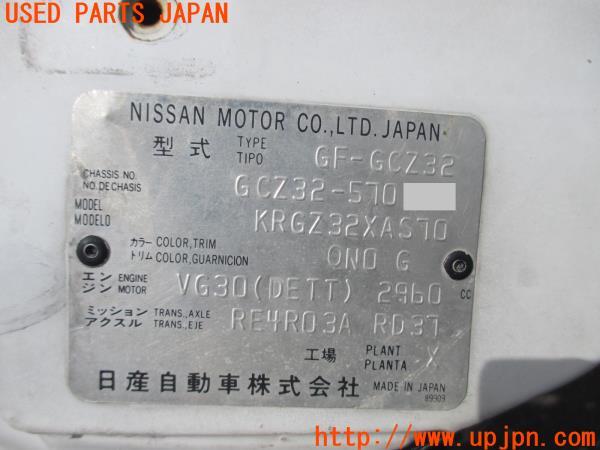 USED PARTS JAPAN
NISSAN MOTOR CO.,LTD. JAPAN
型式 TYPE TIPO GF-GCZ32
CHASSIS NO. NO. DE CHASIS GCZ32-570
MODEL MODELO KRGZ32XAS70
カラー COLOR, TRIM
トリム COLOR, GUARNICION QN0 G
エンジン ENGINE MOTOR VG30(DETT) 2960 CC
ミッション TRANS., AXLE
アクスル TRANS., EJE RE4R03A RD37
工場 PLANT PLANTA X
日産自動車株式会社 MADE IN JAPAN
89909
UPJ http://www.upjpn.com